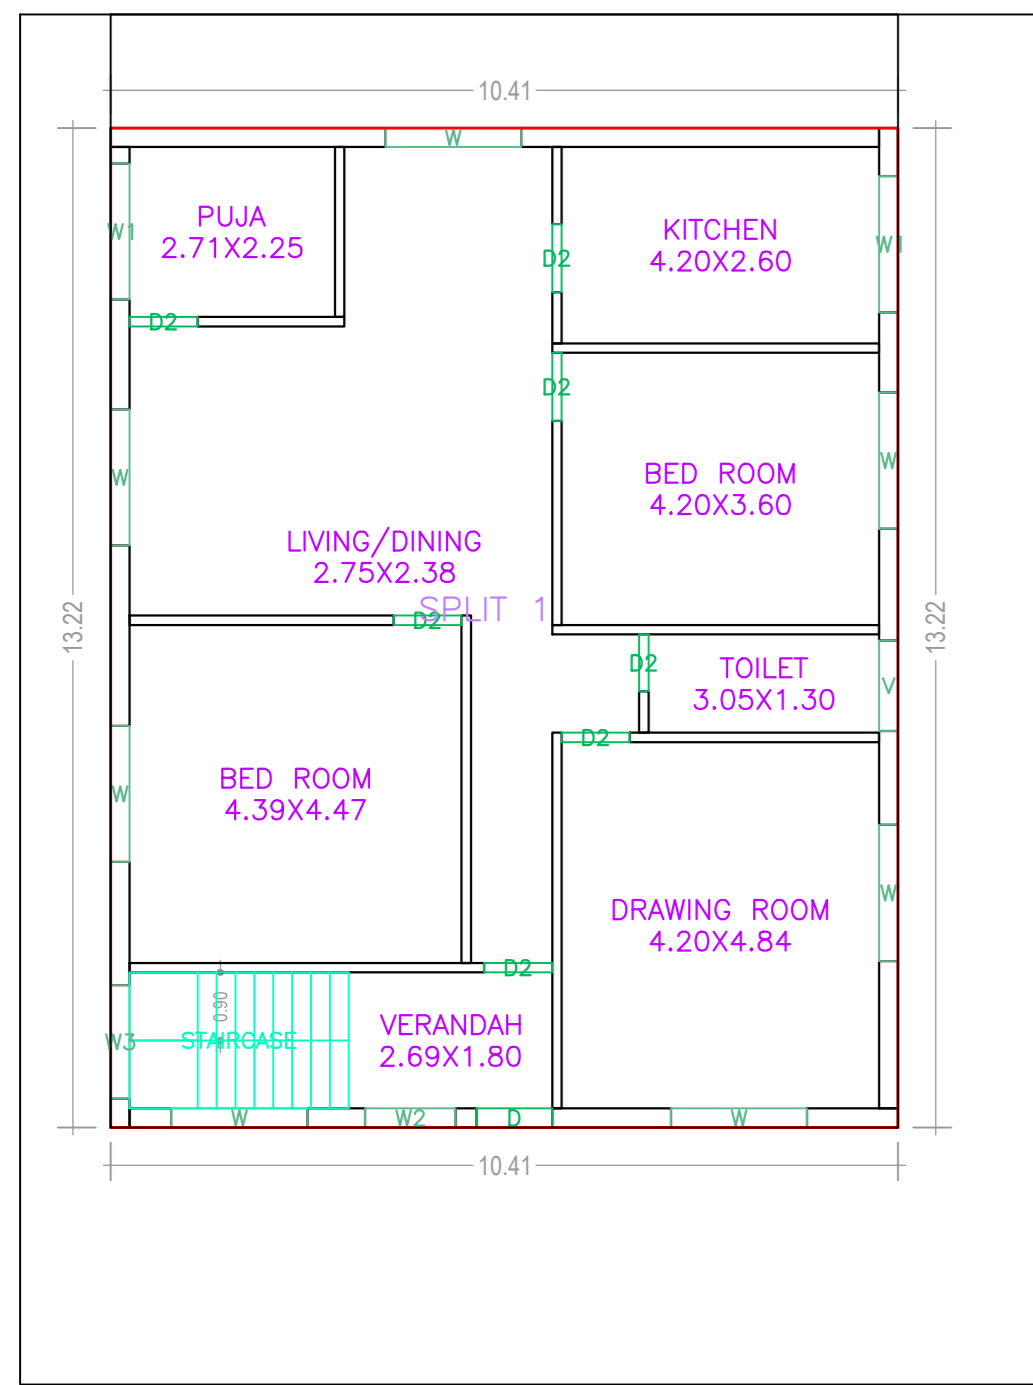 10.41
W
PUJA
2.71X2.25
W1
D2
KITCHEN
4.20X2.60
W1
D2
D2
BED ROOM
4.20X3.60
W
W
LIVING/DINING
2.75X2.38
SPLIT 1
D2
13.22
13.22
D2
TOILET
3.05X1.30
V
D2
BED ROOM
4.39X4.47
W
DRAWING ROOM
4.20X4.84
W
D2
0.90
STAIRCASE
W3
VERANDAH
2.69X1.80
W
W2
D
W
10.41